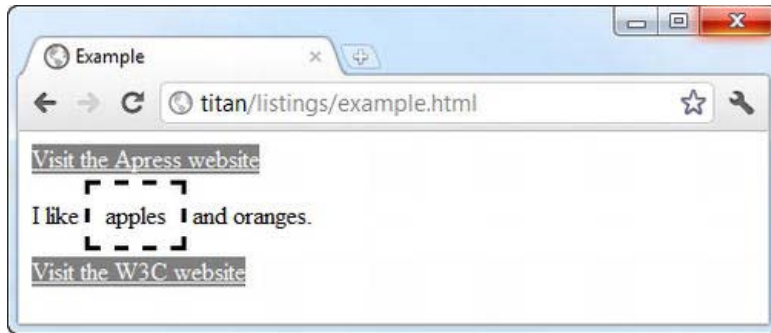 Example
titan/listings/example.html
Visit the Apress website
I like apples and oranges.
Visit the W3C website